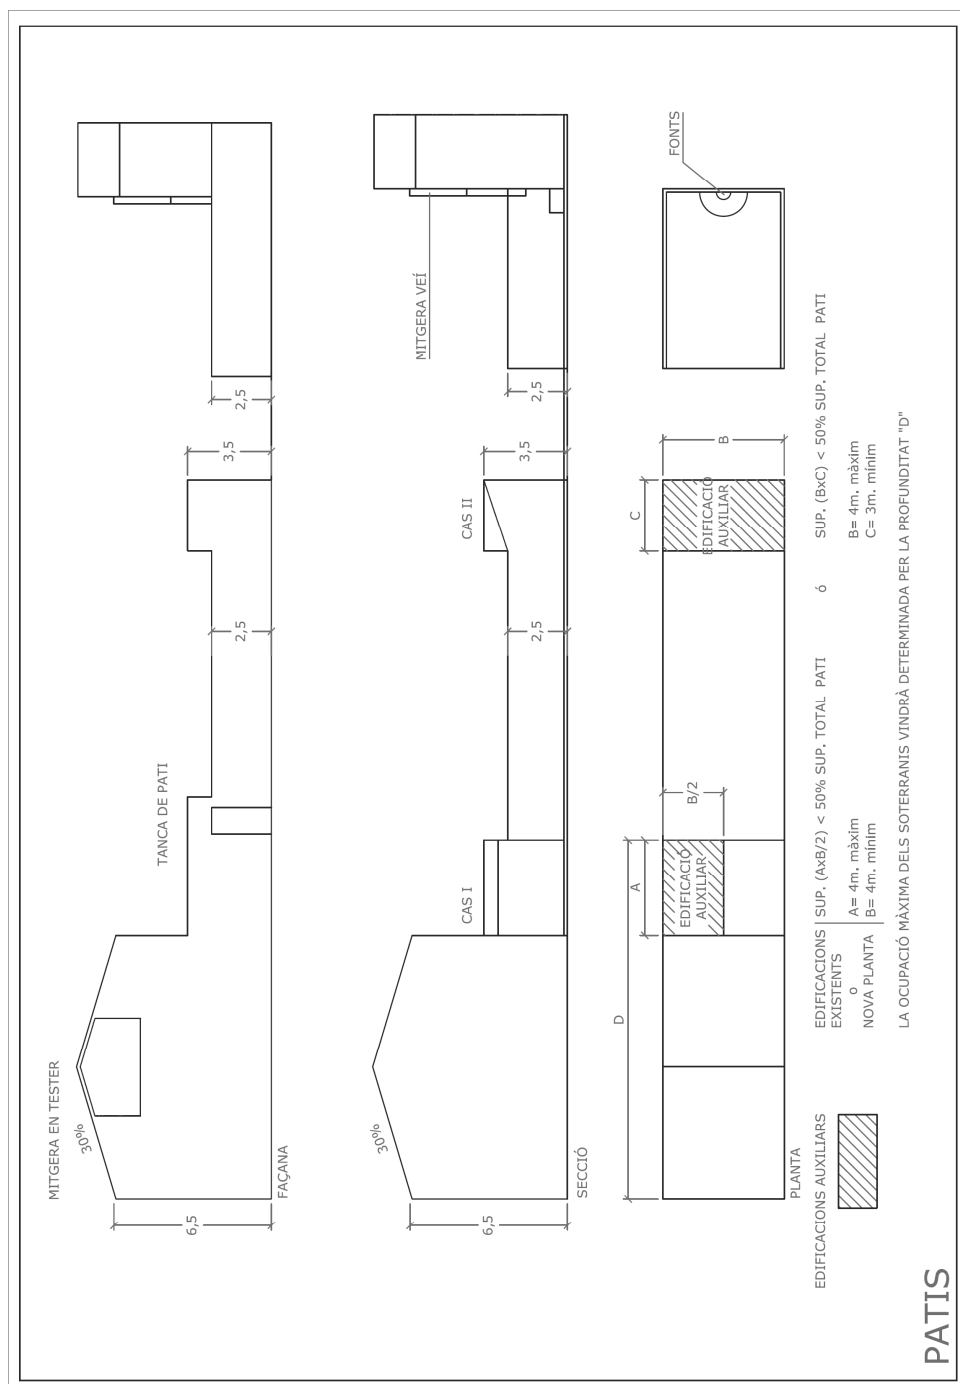 MITGERA EN TESTER
30%
6,5
TANCA DE PATI
2,5
3,5
2,5
FAÇANA
30%
6,5
CAS I
CAS II
2,5
3,5
2,5
MITGERA VEÍ
SECCIÓ
D
A
B/2
C
B
EDIFICACIÓ
AUXILIAR
EDIFICACIÓ
AUXILIAR
FONTS
PLANTA
EDIFICACIONS AUXILIARS
EDIFICACIONS
EXISTENTS
o
NOVA PLANTA
SUP. (AxB/2) < 50% SUP. TOTAL PATI
A= 4m. màxim
B= 4m. mínim
ó
SUP. (BxC) < 50% SUP. TOTAL PATI
B= 4m. màxim
C= 3m. mínim
LA OCUPACIÓ MÀXIMA DELS SOTERRANIS VINDRÀ DETERMINADA PER LA PROFUNDITAT "D"
PATIS